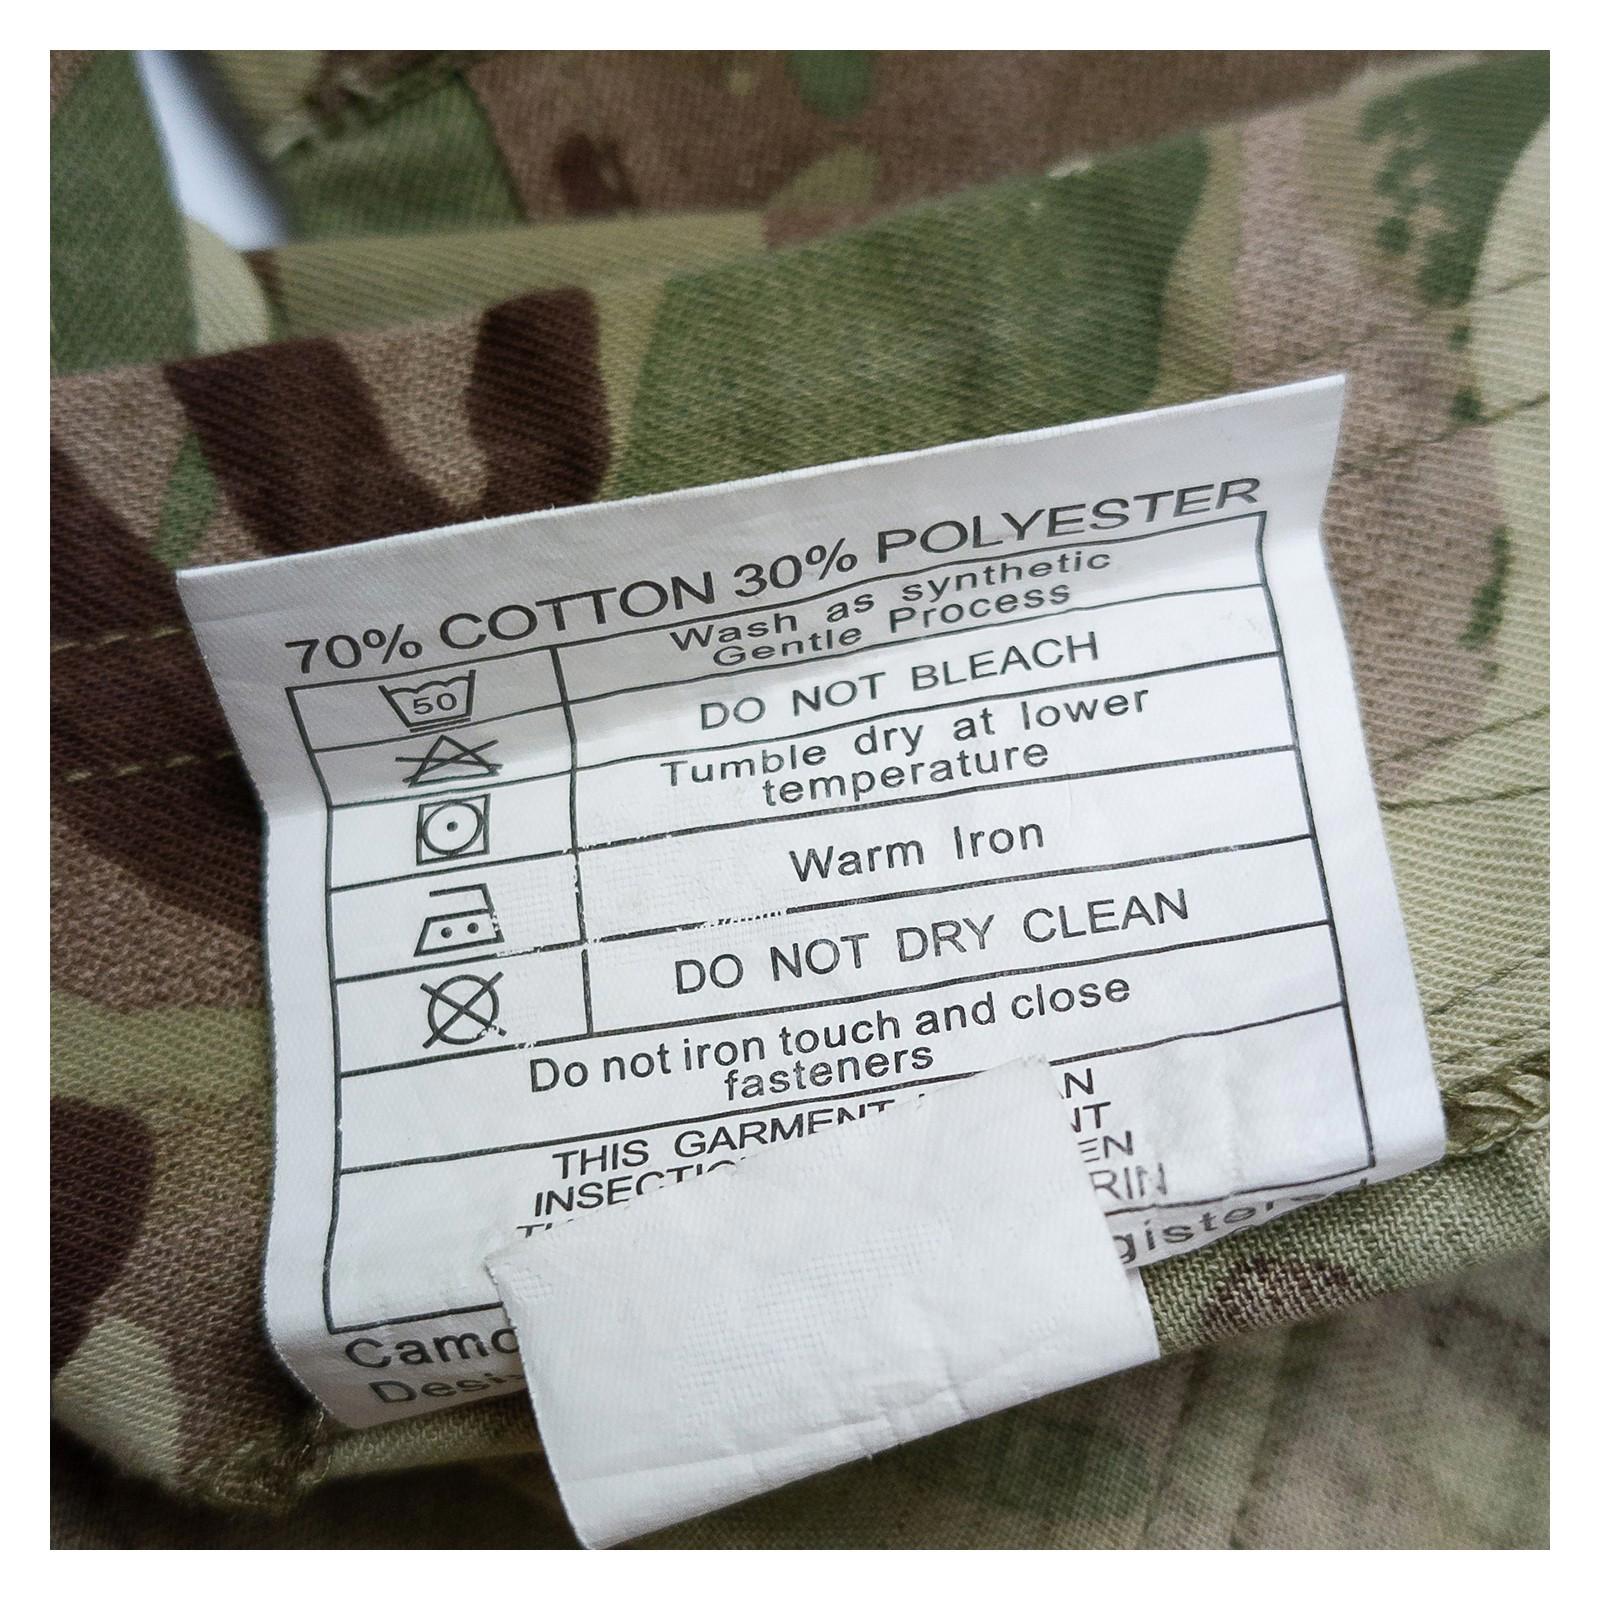 70% COTTON 30% POLYESTER
50
Wash as synthetic
Gentle Process
DO NOT BLEACH
Tumble dry at lower
temperature
Warm Iron
DO NOT DRY CLEAN
Do not iron touch and close
fasteners
THIS GARMENT